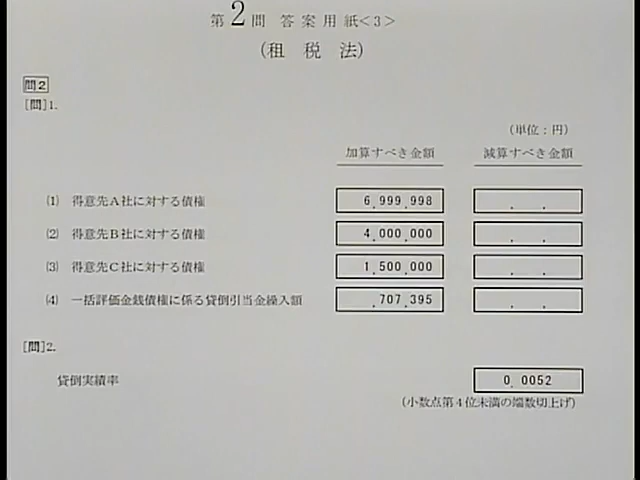 第2問 答案用紙<3>
(租税法)
問2
[問]1.
(単位:円)
加算すべき金額 減算すべき金額
(1) 得意先A社に対する債権 6,999,998
(2) 得意先B社に対する債権 4,000,000
(3) 得意先C社に対する債権 1,500,000
(4) 一括評価金銭債権に係る貸倒引当金繰入額 707,395
[問]2.
貸倒実績率 0.0052
(小数点第4位未満の端数切上げ)